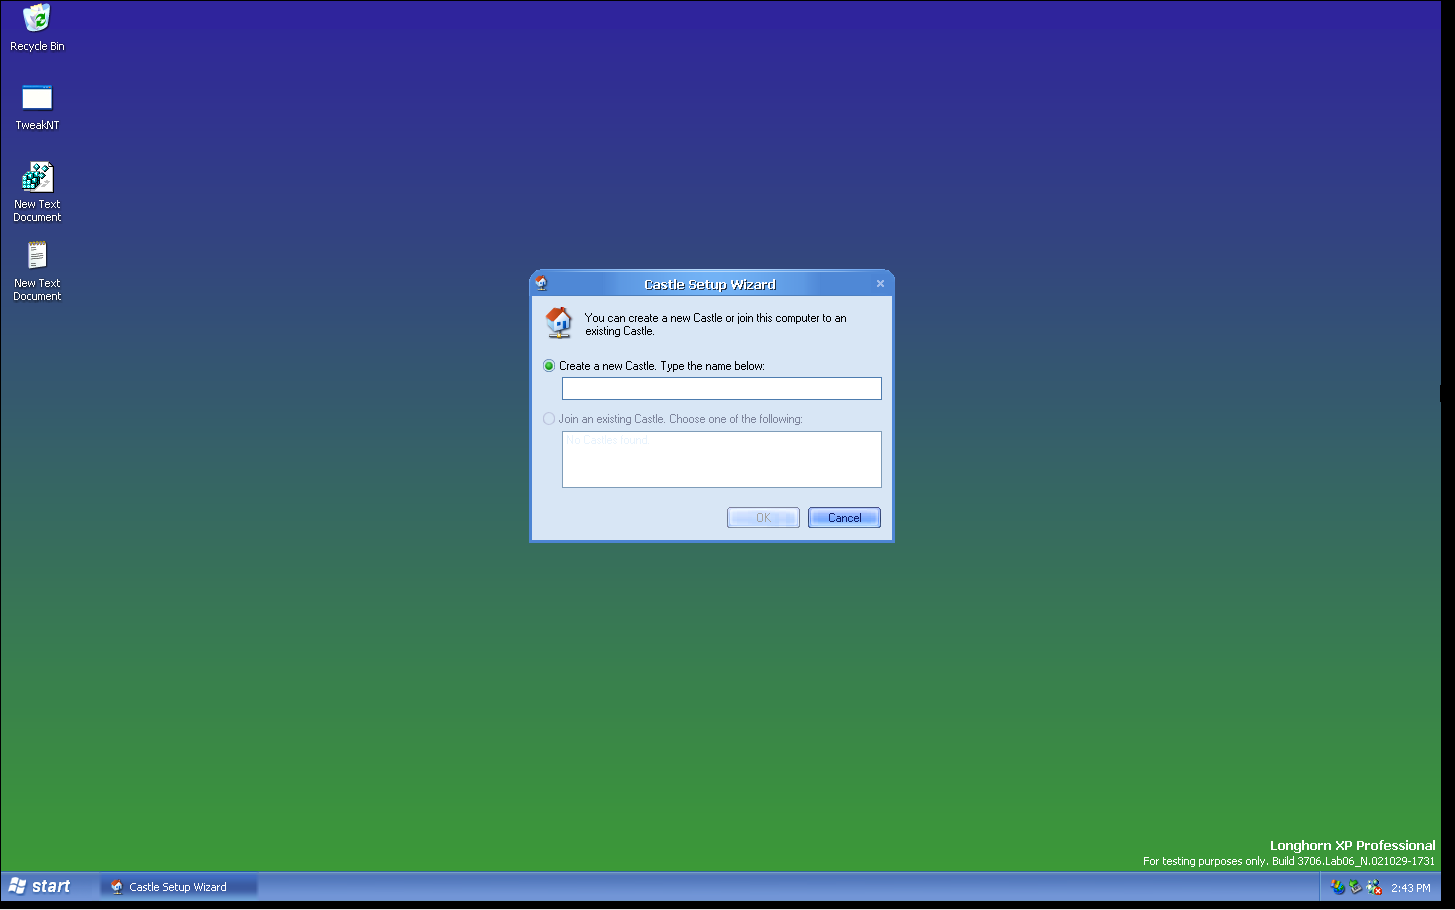 Recycle Bin
TweakNT
New Text
Document
New Text
Document
Castle Setup Wizard
You can create a new Castle or join this computer to an
existing Castle.
Create a new Castle. Type the name below:
Join an existing Castle. Choose one of the following:
No Castles found
OK
Cancel
Longhorn XP Professional
For testing purposes only. Build 3706.Lab06_N.021029-1731
start
Castle Setup Wizard
2:43 PM